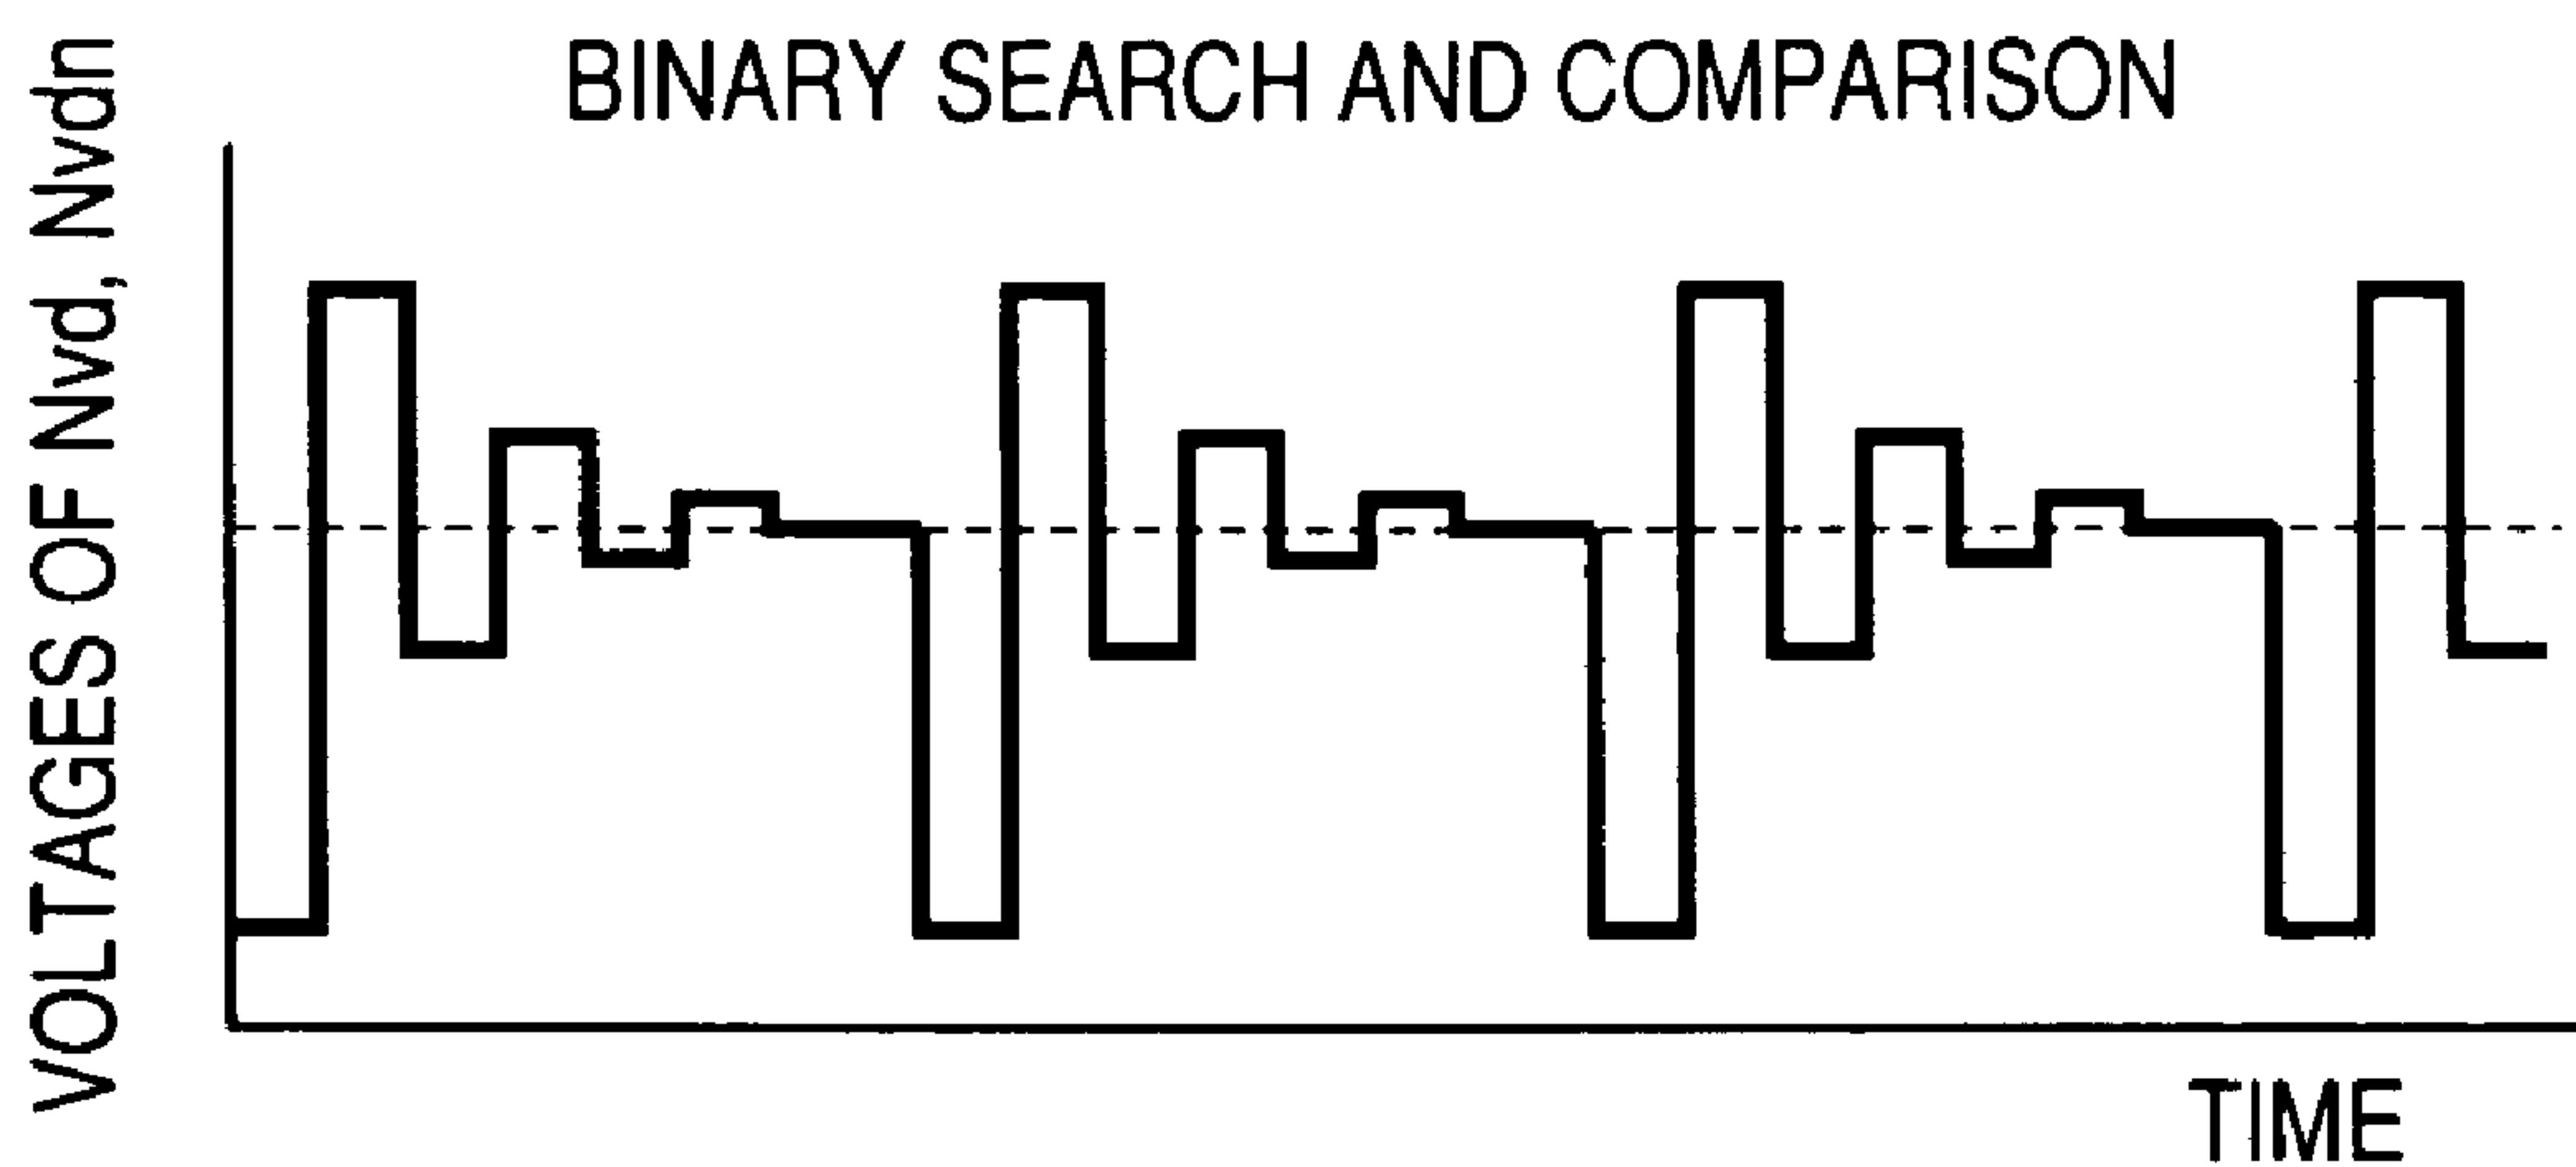 BINARY SEARCH AND COMPARISON
VOLTAGES OF Nvd, Nvdn
TIME